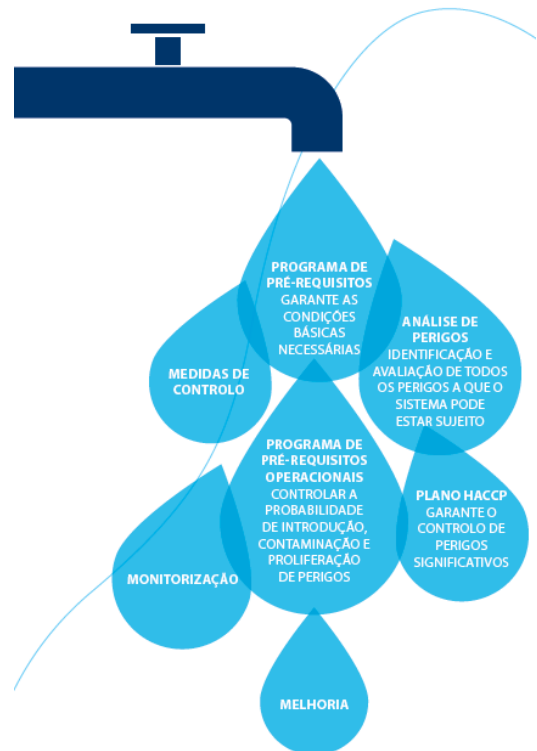 PROGRAMA DE
PRÉ-REQUISITOS
GARANTE AS
CONDIÇÕES
BÁSICAS
NECESSÁRIAS
ANÁLISE DE
PERIGOS
IDENTIFICAÇÃO E
AVALIAÇÃO DE TODOS
OS PERIGOS A QUE O
SISTEMA PODE
ESTAR SUJEITO
MEDIDAS DE
CONTROLO
PROGRAMA DE
PRÉ-REQUISITOS
OPERACIONAIS
CONTROLAR A
PROBABILIDADE
DE INTRODUÇÃO,
CONTAMINAÇÃO E
PROLIFERAÇÃO
DE PERIGOS
PLANO HACCP
GARANTE O
CONTROLO DE
PERIGOS
SIGNIFICATIVOS
MONITORIZAÇÃO
MELHORIA